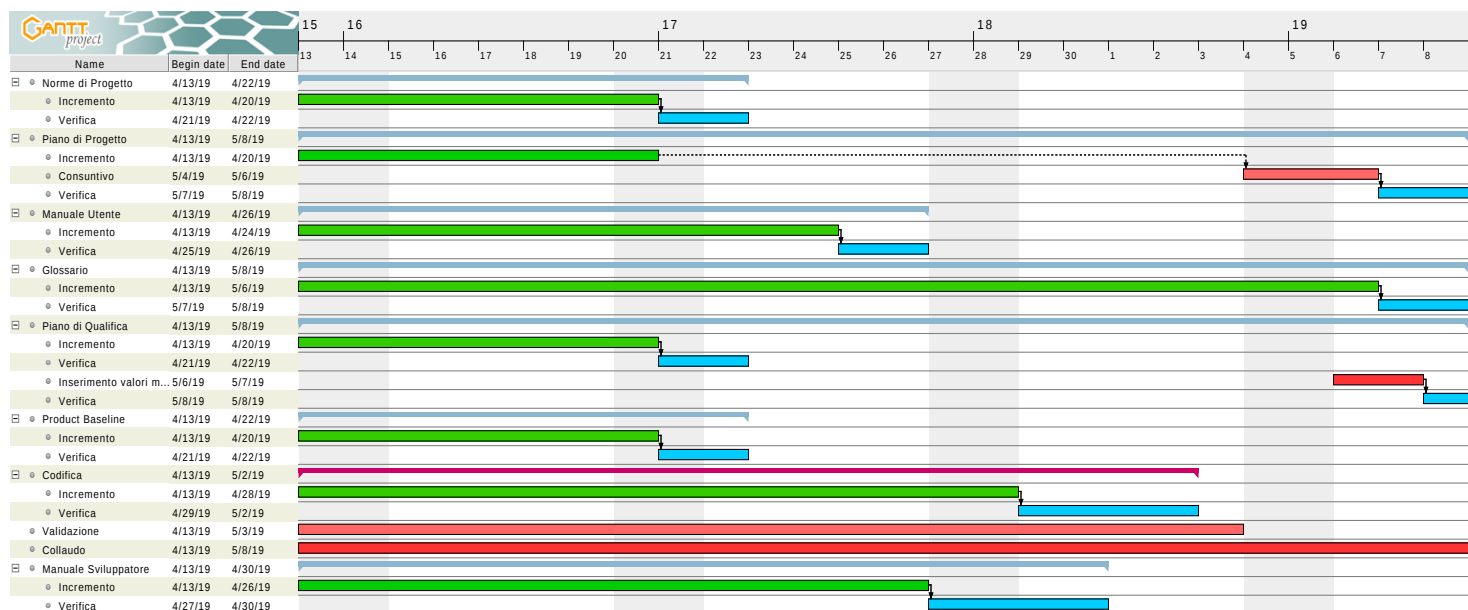 GANTT
project
15 16 17 18 19
13 14 15 16 17 18 19 20 21 22 23 24 25 26 27 28 29 30 1 2 3 4 5 6 7 8
Name Begin date End date
Norme di Progetto 4/13/19 4/22/19
Incremento 4/13/19 4/20/19
Verifica 4/21/19 4/22/19
Piano di Progetto 4/13/19 5/8/19
Incremento 4/13/19 4/20/19
Consuntivo 5/4/19 5/6/19
Verifica 5/7/19 5/8/19
Manuale Utente 4/13/19 4/26/19
Incremento 4/13/19 4/24/19
Verifica 4/25/19 4/26/19
Glossario 4/13/19 5/8/19
Incremento 4/13/19 5/6/19
Verifica 5/7/19 5/8/19
Piano di Qualifica 4/13/19 5/8/19
Incremento 4/13/19 4/20/19
Verifica 4/21/19 4/22/19
Inserimento valori m... 5/6/19 5/7/19
Verifica 5/8/19 5/8/19
Product Baseline 4/13/19 4/22/19
Incremento 4/13/19 4/20/19
Verifica 4/21/19 4/22/19
Codifica 4/13/19 5/2/19
Incremento 4/13/19 4/28/19
Verifica 4/29/19 5/2/19
Validazione 4/13/19 5/3/19
Collaudo 4/13/19 5/8/19
Manuale Sviluppatore 4/13/19 4/30/19
Incremento 4/13/19 4/26/19
Verifica 4/27/19 4/30/19